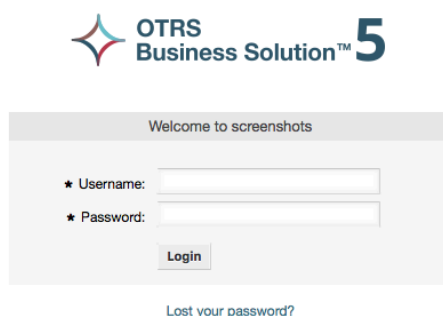 OTRS
Business Solution™ 5
Welcome to screenshots
★ Username:
★ Password:
Login
Lost your password?